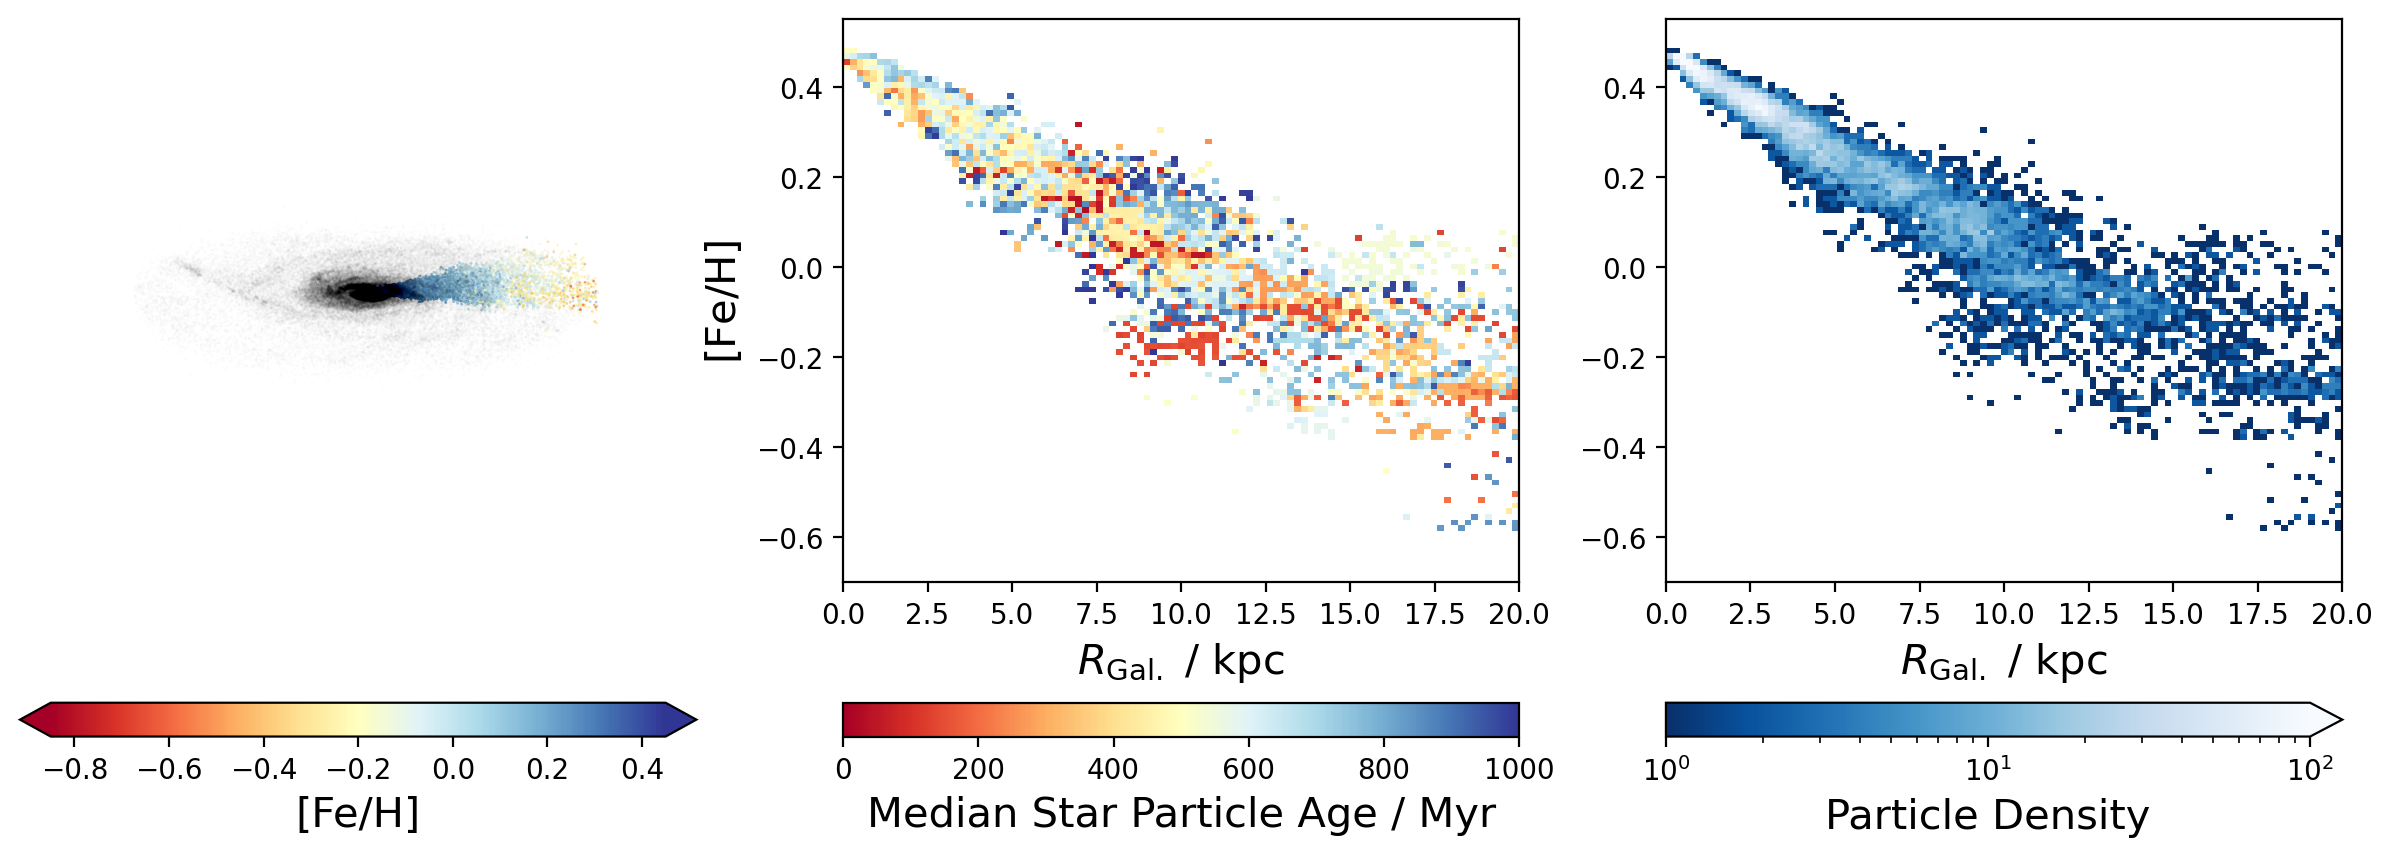 0.4
0.2
0.0
−0.2
−0.4
−0.6
[Fe/H]
0.0 2.5 5.0 7.5 10.0 12.5 15.0 17.5 20.0
R_Gal. / kpc
0.4
0.2
0.0
−0.2
−0.4
−0.6
0.0 2.5 5.0 7.5 10.0 12.5 15.0 17.5 20.0
R_Gal. / kpc
−0.8 −0.6 −0.4 −0.2 0.0 0.2 0.4
[Fe/H]
0 200 400 600 800 1000
Median Star Particle Age / Myr
10⁰ 10¹ 10²
Particle Density